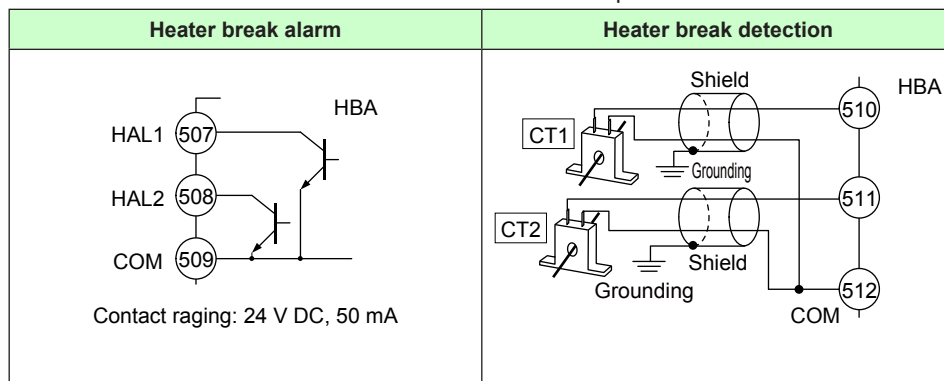 Heater break alarm
Heater break detection
HBA
HAL1 507
HAL2 508
COM 509
Contact raging: 24 V DC, 50 mA
Shield
HBA
510
CT1
Grounding
511
CT2
Shield
Grounding
512
COM